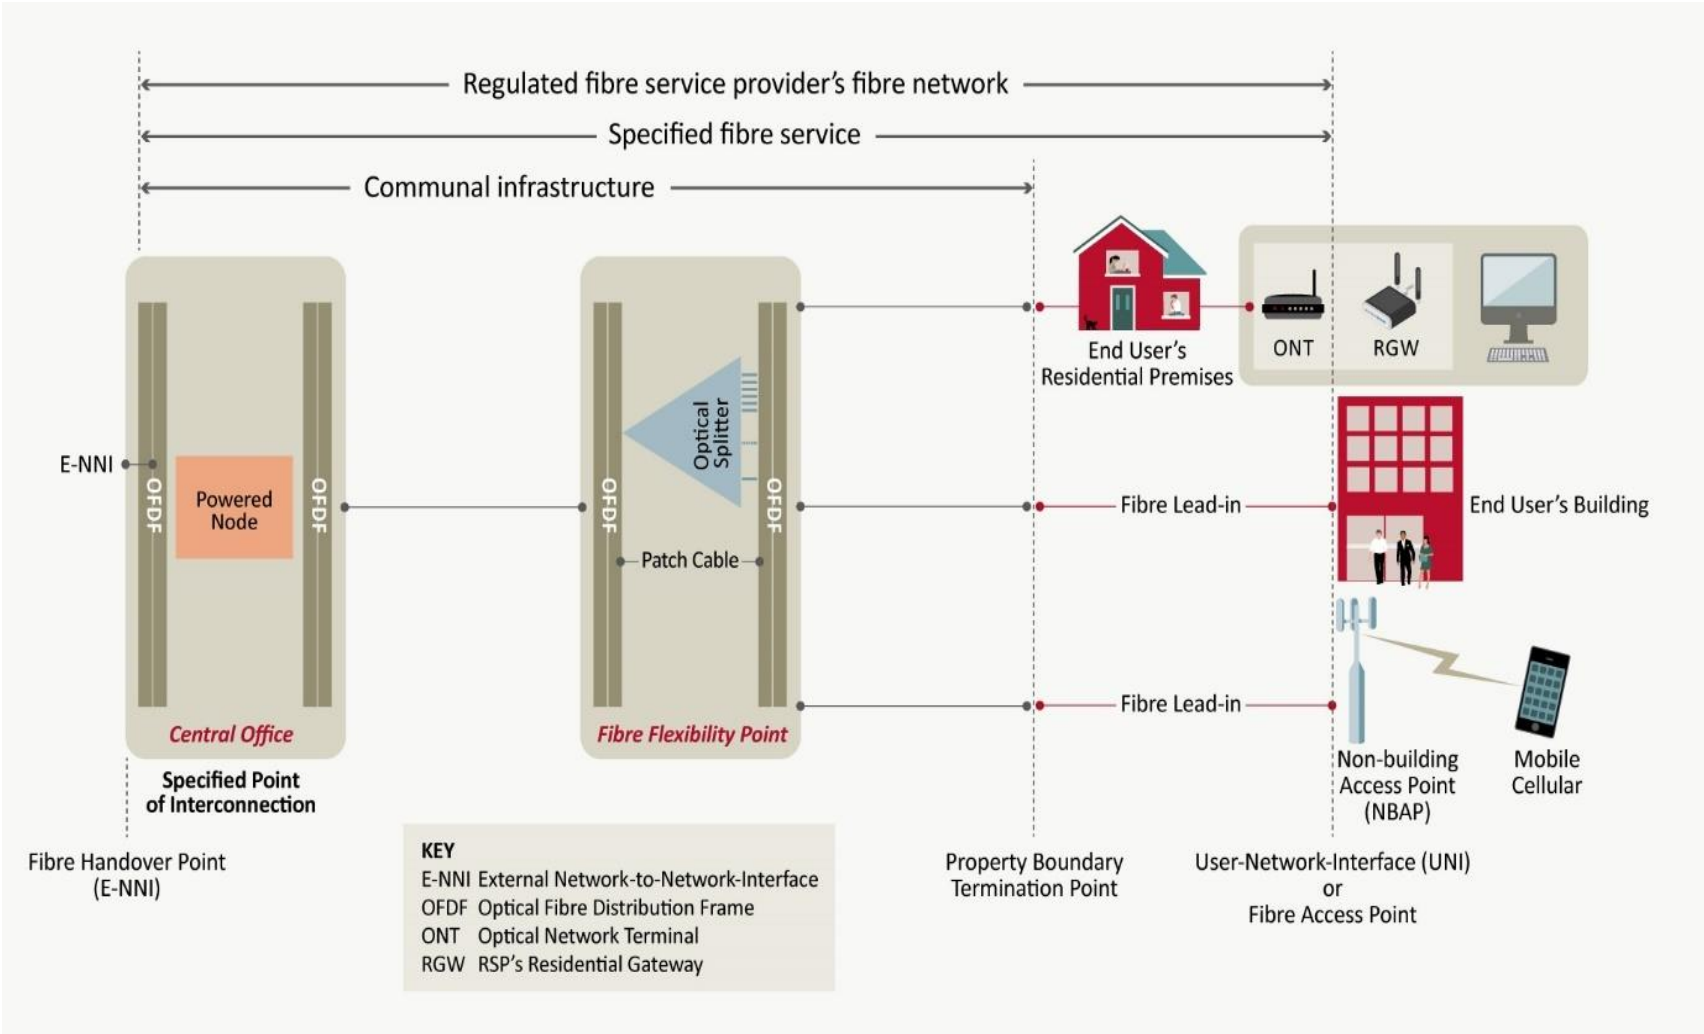 Regulated fibre service provider's fibre network
Specified fibre service
Communal infrastructure
E-NNI
OFDF
Powered
Node
OFDF
Central Office
Specified Point
of Interconnection
Fibre Handover Point
(E-NNI)
OFDF
Optical
Splitter
OFDF
Patch Cable
Fibre Flexibility Point
End User's
Residential Premises
ONT
RGW
Fibre Lead-in
End User's Building
Fibre Lead-in
Non-building
Access Point
(NBAP)
Mobile
Cellular
KEY
E-NNI External Network-to-Network-Interface
OFDF Optical Fibre Distribution Frame
ONT Optical Network Terminal
RGW RSP's Residential Gateway
Property Boundary
Termination Point
User-Network-Interface (UNI)
or
Fibre Access Point